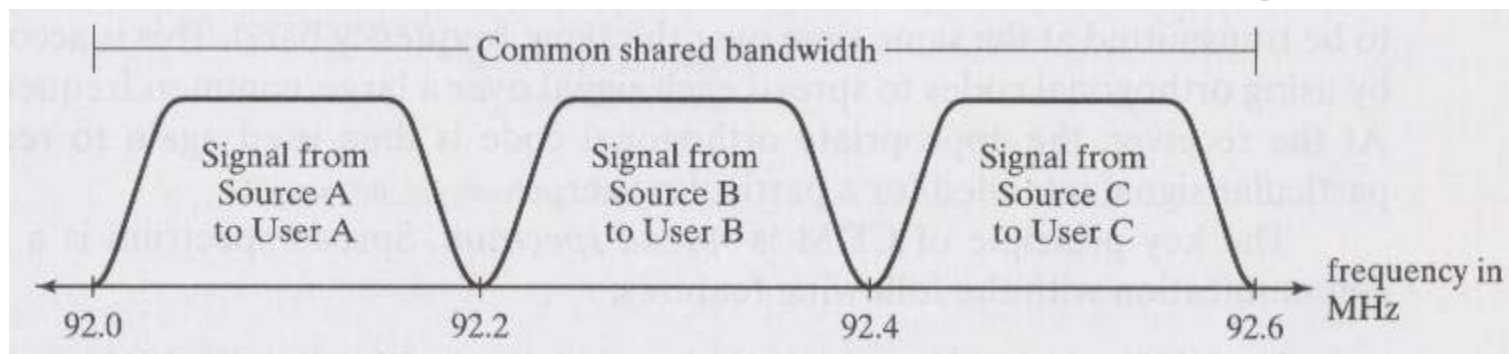 Common shared bandwidth
Signal from
Source A
to User A
Signal from
Source B
to User B
Signal from
Source C
to User C
frequency in
MHz
92.0
92.2
92.4
92.6